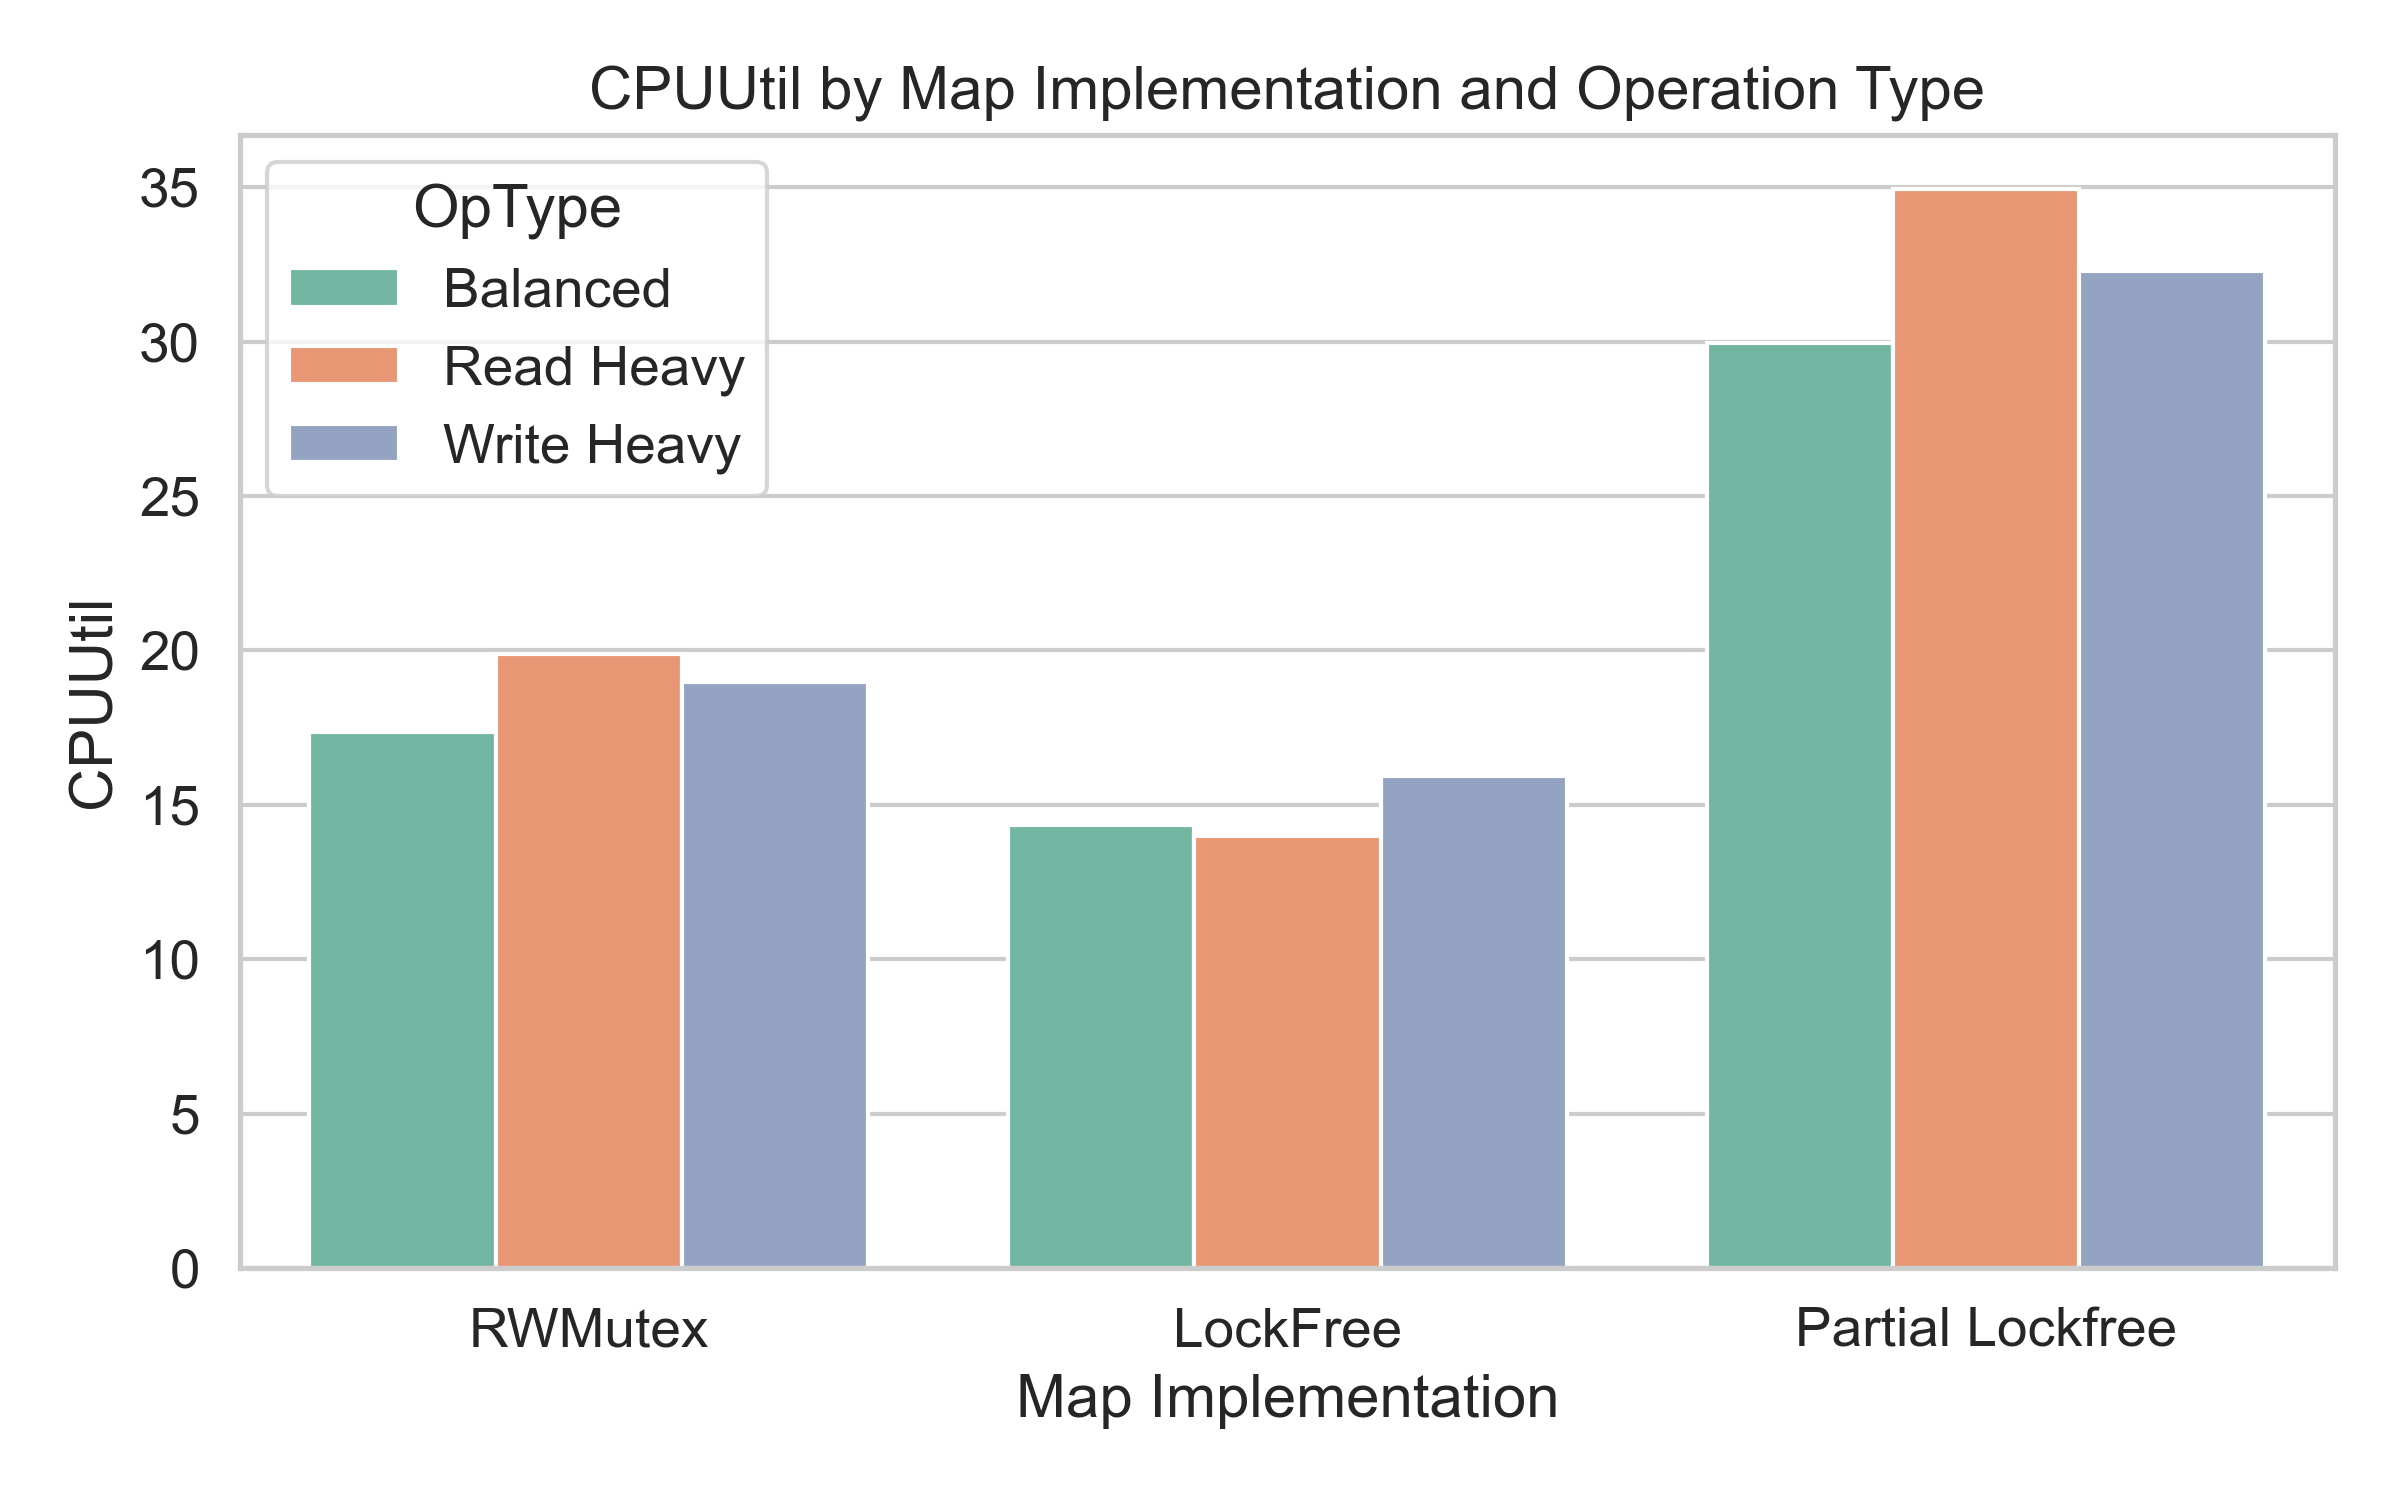 CPUUtil by Map Implementation and Operation Type
OpType
Balanced
Read Heavy
Write Heavy
35
30
25
20
15
10
5
0
CPUUtil
RWMutex
LockFree
Partial Lockfree
Map Implementation